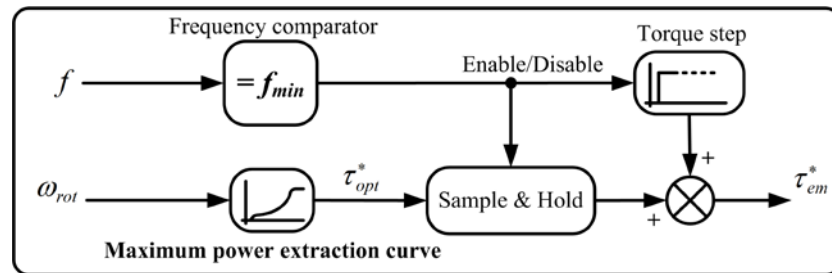 Frequency comparator
Torque step
Enable/Disable
f
= f_min
+
ω_rot
τ*_opt
Sample & Hold
+
τ*_em
Maximum power extraction curve